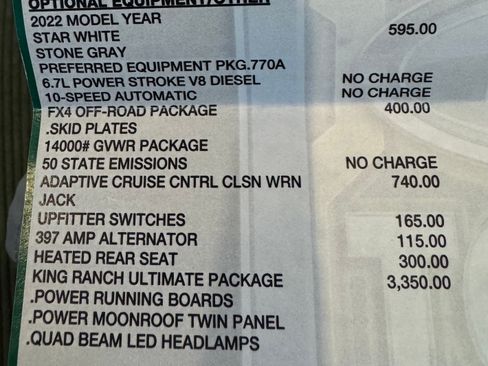 OPTIONAL EQUIPMENT/OTHER
2022 MODEL YEAR
STAR WHITE 595.00
STONE GRAY
PREFERRED EQUIPMENT PKG.770A
6.7L POWER STROKE V8 DIESEL NO CHARGE
10-SPEED AUTOMATIC NO CHARGE
FX4 OFF-ROAD PACKAGE 400.00
.SKID PLATES
14000# GVWR PACKAGE
50 STATE EMISSIONS NO CHARGE
ADAPTIVE CRUISE CNTRL CLSN WRN 740.00
JACK
UPFITTER SWITCHES 165.00
397 AMP ALTERNATOR 115.00
HEATED REAR SEAT 300.00
KING RANCH ULTIMATE PACKAGE 3,350.00
.POWER RUNNING BOARDS
.POWER MOONROOF TWIN PANEL
.QUAD BEAM LED HEADLAMPS